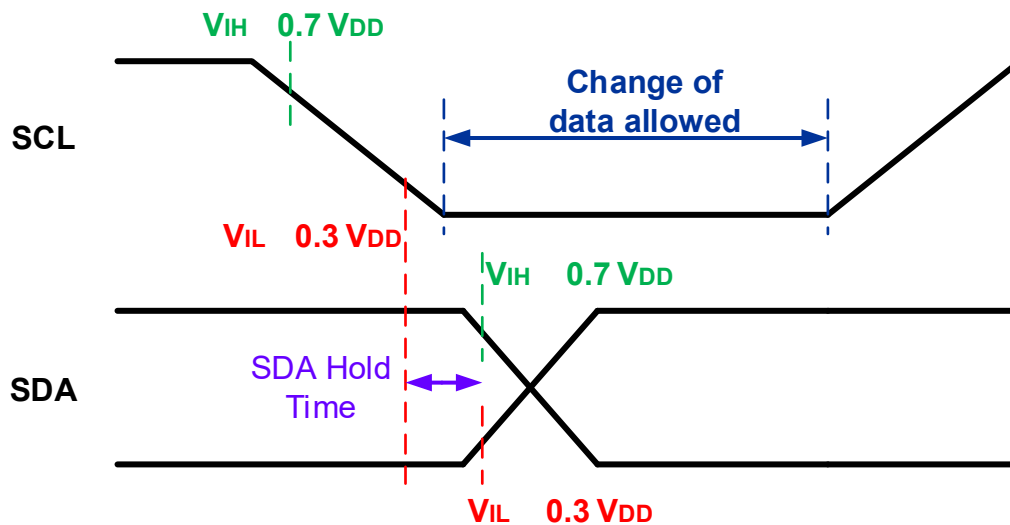 VIH 0.7 VDD
Change of
data allowed
SCL
VIL 0.3 VDD
VIH 0.7 VDD
SDA Hold
Time
SDA
VIL 0.3 VDD